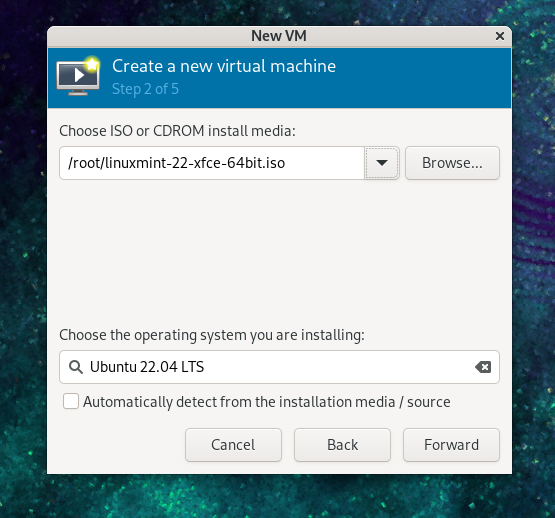 New VM
Create a new virtual machine
Step 2 of 5
Choose ISO or CDROM install media:
/root/linuxmint-22-xfce-64bit.iso
Browse...
Choose the operating system you are installing:
Ubuntu 22.04 LTS
Automatically detect from the installation media / source
Cancel
Back
Forward